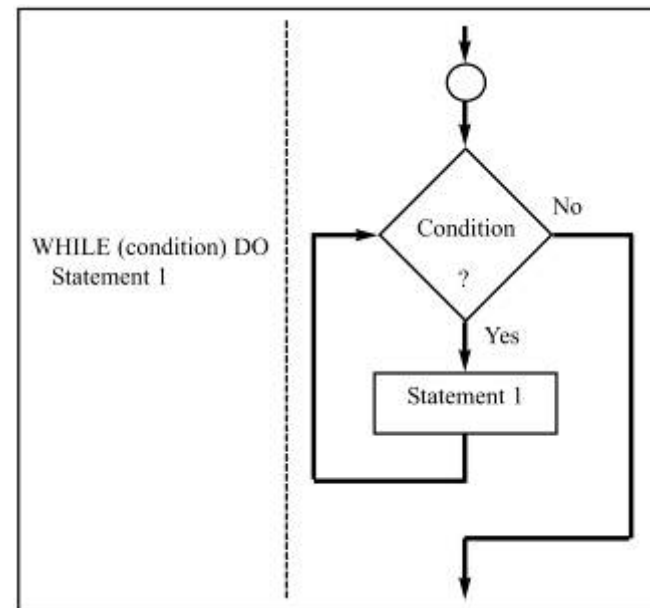 WHILE (condition) DO
Statement 1
Condition
?
No
Yes
Statement 1